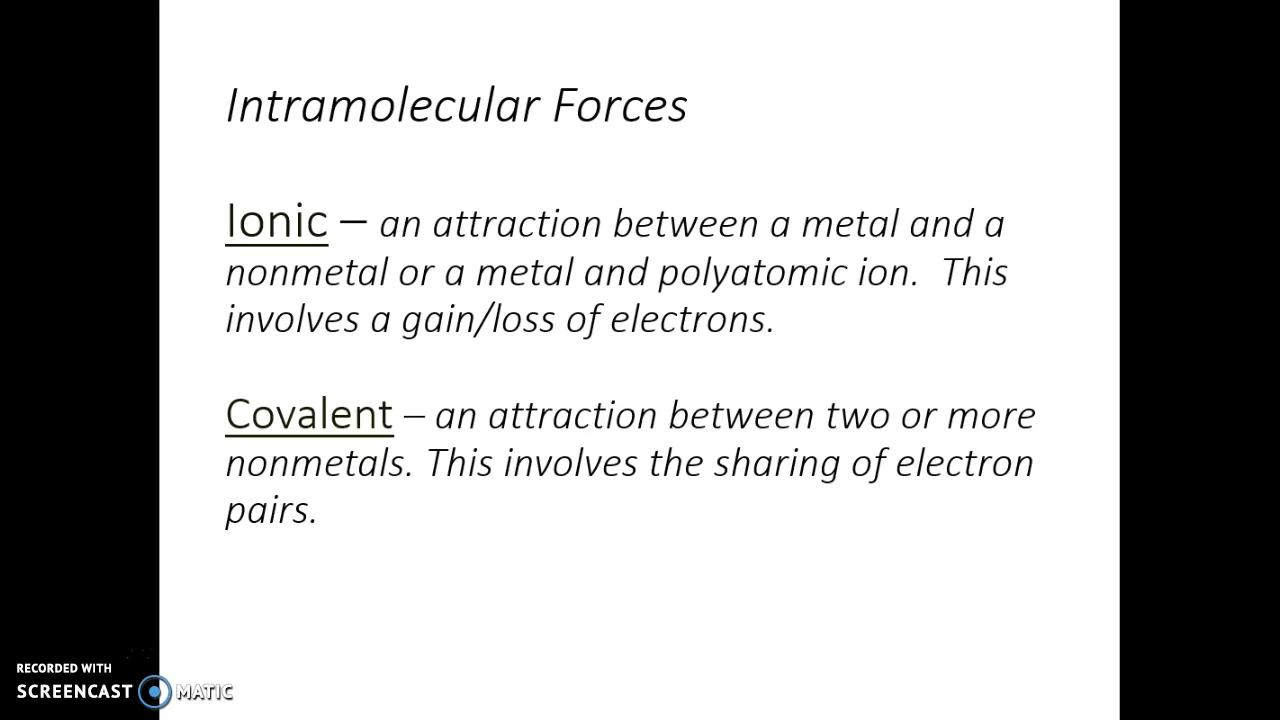 Intramolecular Forces
Ionic – an attraction between a metal and a
nonmetal or a metal and polyatomic ion.  This
involves a gain/loss of electrons.
Covalent – an attraction between two or more
nonmetals. This involves the sharing of electron
pairs.
RECORDED WITH
SCREENCAST MATIC